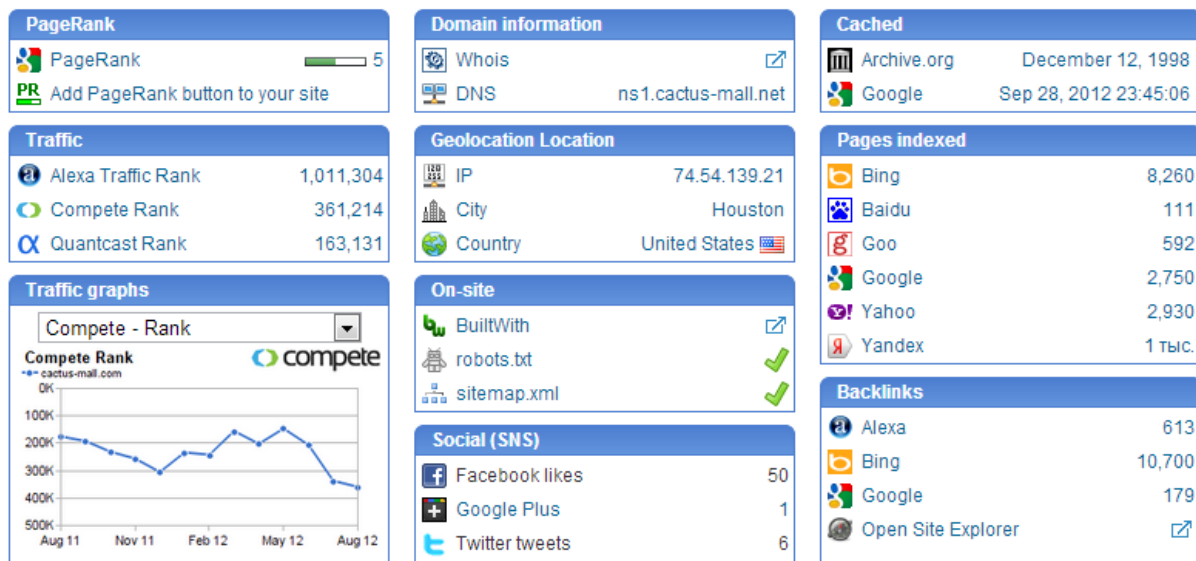 PageRank
PageRank 5
PR Add PageRank button to your site
Traffic
Alexa Traffic Rank 1,011,304
Compete Rank 361,214
Quantcast Rank 163,131
Traffic graphs
Compete - Rank
Compete Rank compete
cactus-mall.com
0K
100K
200K
300K
400K
500K
Aug 11 Nov 11 Feb 12 May 12 Aug 12
Domain information
Whois
DNS ns1.cactus-mall.net
Geolocation Location
IP 74.54.139.21
City Houston
Country United States
On-site
BuiltWith
robots.txt
sitemap.xml
Social (SNS)
Facebook likes 50
Google Plus 1
Twitter tweets 6
Cached
Archive.org December 12, 1998
Google Sep 28, 2012 23:45:06
Pages indexed
Bing 8,260
Baidu 111
Goo 592
Google 2,750
Yahoo 2,930
Yandex 1 тыс.
Backlinks
Alexa 613
Bing 10,700
Google 179
Open Site Explorer